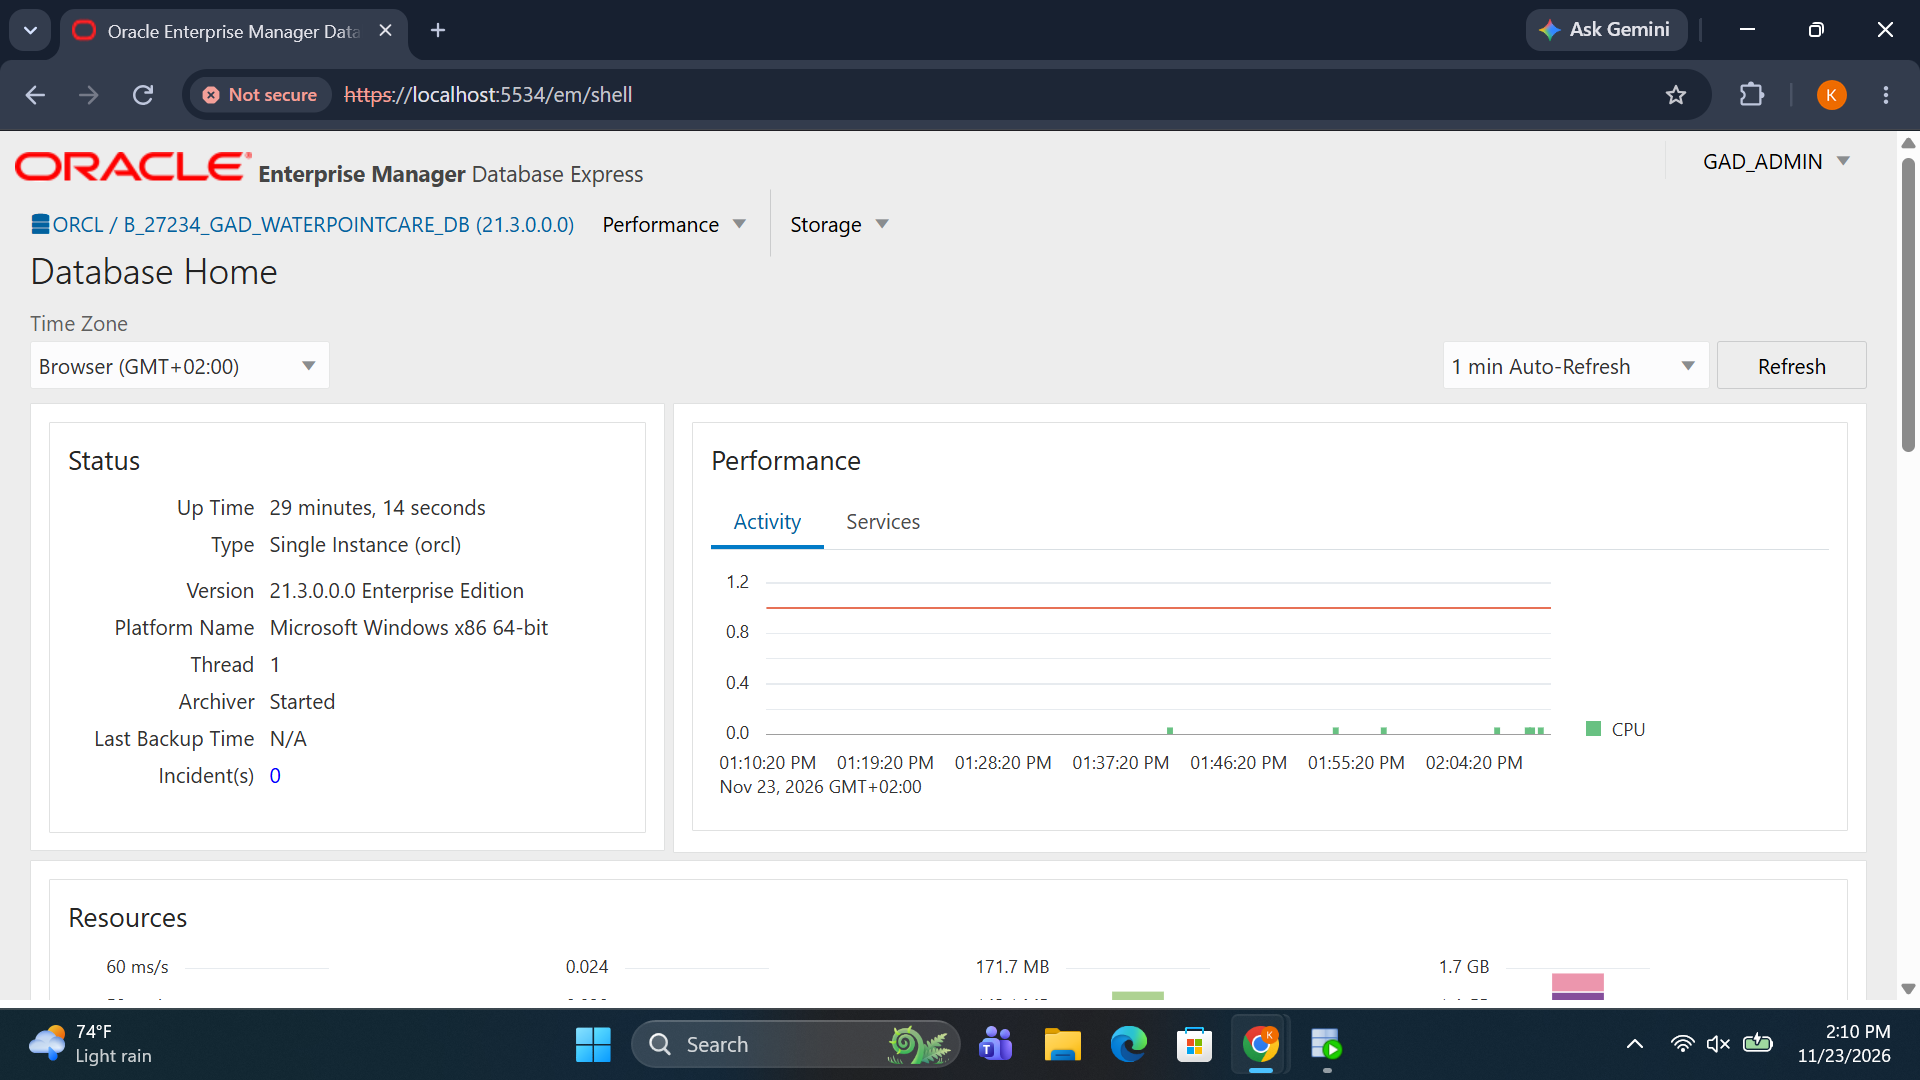 Oracle Enterprise Manager Data
Ask Gemini
Not secure
https://localhost:5534/em/shell
K
ORACLE Enterprise Manager Database Express
GAD_ADMIN
ORCL / B_27234_GAD_WATERPOINTCARE_DB (21.3.0.0.0)
Performance
Storage
Database Home
Time Zone
Browser (GMT+02:00)
1 min Auto-Refresh
Refresh
Status
Up Time 29 minutes, 14 seconds
Type Single Instance (orcl)
Version 21.3.0.0.0 Enterprise Edition
Platform Name Microsoft Windows x86 64-bit
Thread 1
Archiver Started
Last Backup Time N/A
Incident(s) 0
Performance
Activity
Services
1.2
0.8
0.4
0.0
CPU
01:10:20 PM 01:19:20 PM 01:28:20 PM 01:37:20 PM 01:46:20 PM 01:55:20 PM 02:04:20 PM
Nov 23, 2026 GMT+02:00
Resources
60 ms/s
0.024
171.7 MB
1.7 GB
74°F
Light rain
Search
2:10 PM
11/23/2026